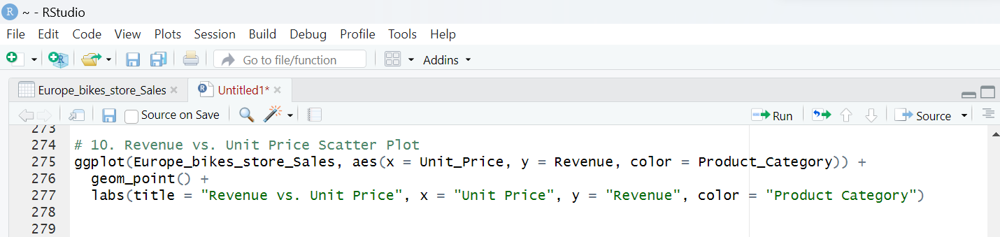 R ~ - RStudio
File Edit Code View Plots Session Build Debug Profile Tools Help
R Go to file/function Addins
Europe_bikes_store_Sales R Untitled1*
Source on Save Run Source
273
274 # 10. Revenue vs. Unit Price Scatter Plot
275 ggplot(Europe_bikes_store_Sales, aes(x = Unit_Price, y = Revenue, color = Product_Category)) +
276 geom_point() +
277 labs(title = "Revenue vs. Unit Price", x = "Unit Price", y = "Revenue", color = "Product Category")
278
279